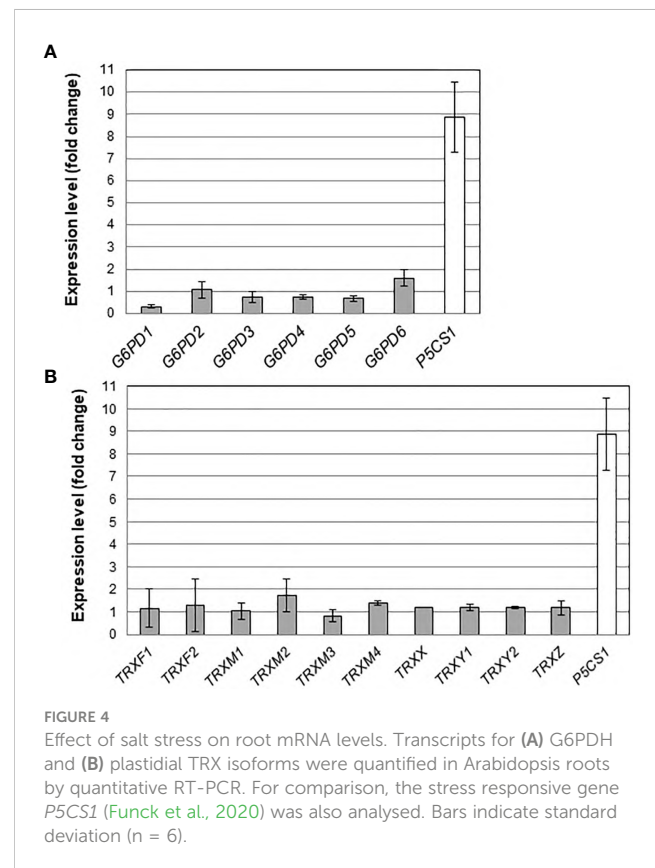 A
Expression level (fold change)
11
10
9
8
7
6
5
4
3
2
1
0
G6PD1
G6PD2
G6PD3
G6PD4
G6PD5
G6PD6
P5CS1
B
Expression level (fold change)
11
10
9
8
7
6
5
4
3
2
1
0
TRXF1
TRXF2
TRXM1
TRXM2
TRXM3
TRXM4
TRXX
TRXY1
TRXY2
TRXZ
P5CS1
FIGURE 4
Effect of salt stress on root mRNA levels. Transcripts for (A) G6PDH
and (B) plastidial TRX isoforms were quantified in Arabidopsis roots
by quantitative RT-PCR. For comparison, the stress responsive gene
P5CS1 (Funck et al., 2020) was also analysed. Bars indicate standard
deviation (n = 6).